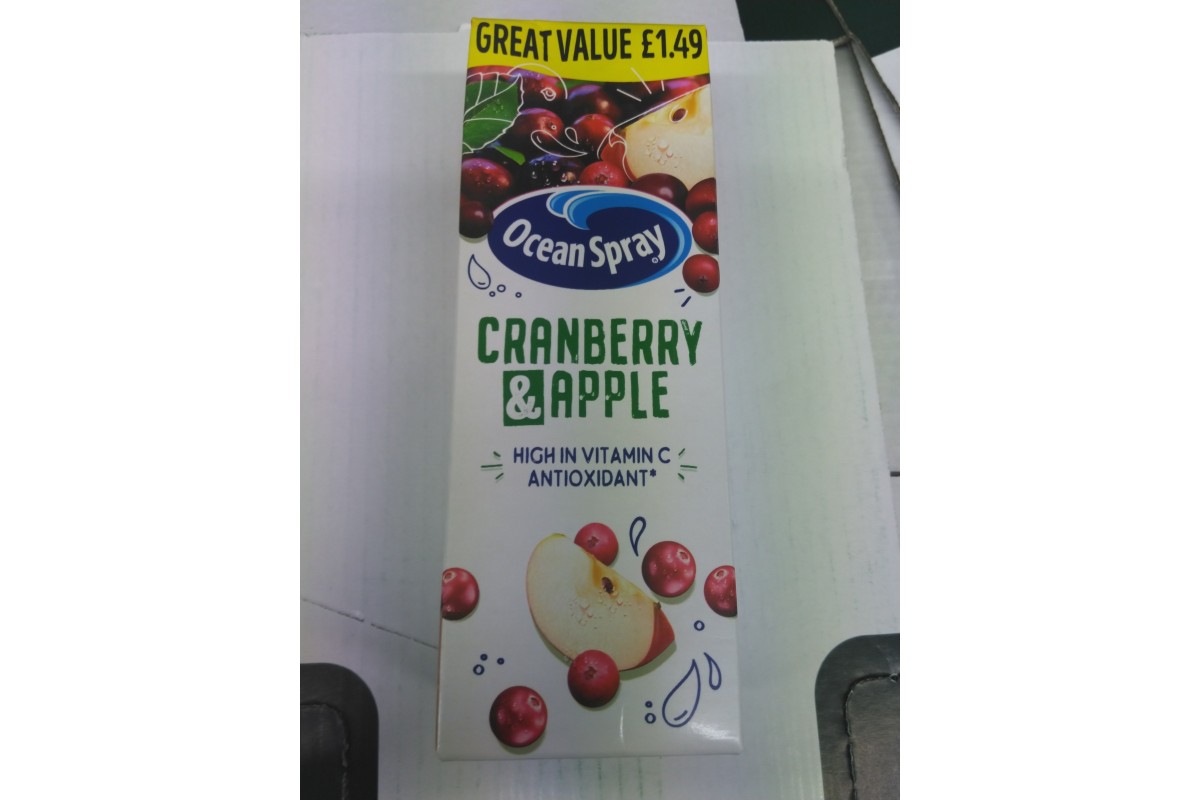 GREAT VALUE £1.49
Ocean Spray
CRANBERRY
& APPLE
HIGH IN VITAMIN C
ANTIOXIDANT*